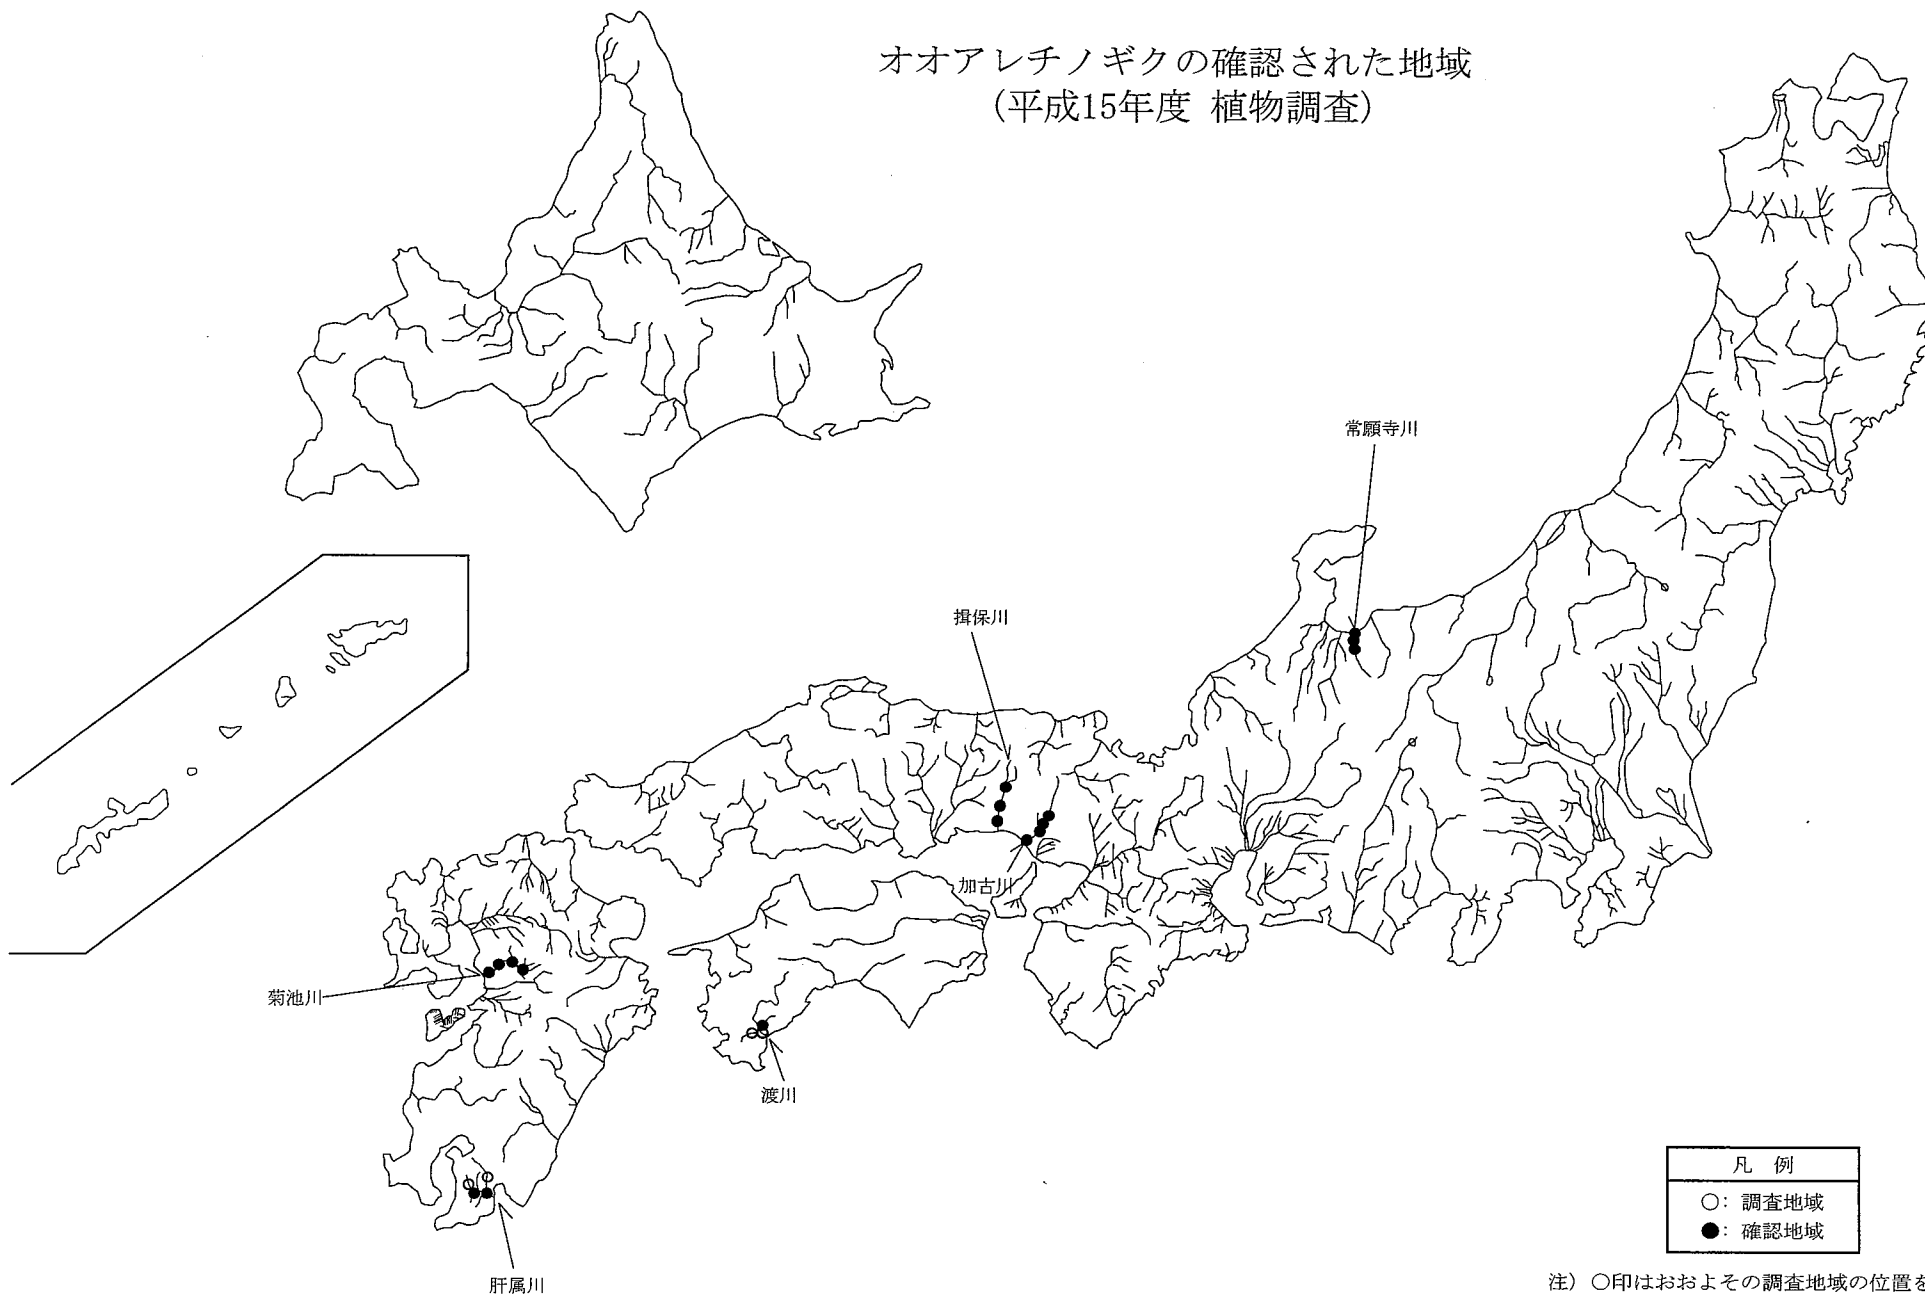 オオアレチノギクの確認された地域
(平成15年度 植物調査)
常願寺川
揖保川
加古川
菊池川
渡川
肝属川
凡 例
○: 調査地域
●: 確認地域
注) ○印はおおよその調査地域の位置を